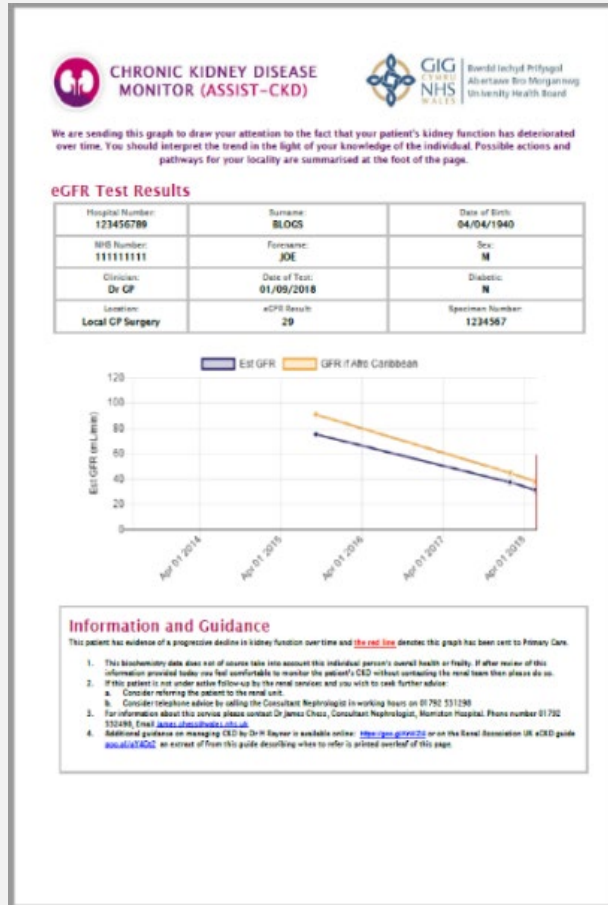 CHRONIC KIDNEY DISEASE
MONITOR (ASSIST-CKD)
GIG
CYMRU
NHS
WALES
Bwrdd Iechyd Prifysgol
Abertawe Bro Morgannwg
University Health Board
We are sending this graph to draw your attention to the fact that your patient's kidney function has deteriorated
over time. You should interpret the trend in the light of your knowledge of the individual. Possible actions and
pathways for your locality are summarised at the foot of the page.
eGFR Test Results
Hospital Number: Surname: Date of Birth:
123456789 BLOGS 04/04/1940
NHS Number: Forename: Sex:
111111111 JOE M
Clinician: Date of Test: Diabetic:
Dr GP 01/09/2018 N
Location: eGFR Result: Specimen Number:
Local GP Surgery 29 1234567
Est GFR GFR if Afro Caribbean
120
100
80
60
40
20
0
Est GFR (mL/min)
Apr 01 2014
Apr 01 2015
Apr 01 2016
Apr 01 2017
Apr 01 2018
Information and Guidance
This patient has evidence of a progressive decline in kidney function over time and the red line denotes this graph has been sent to Primary Care.
1. This biochemistry data does not of course take into account this individual person's overall health or frailty. If after review of this
information provided today you feel comfortable to monitor the patient's CKD without contacting the renal team then please do so.
2. If this patient is not under active follow-up by the renal services and you wish to seek further advice:
a. Consider referring the patient to the renal unit.
b. Consider telephone advice by calling the Consultant Nephrologist in working hours on 01792 531298
3. For information about this service please contact Dr James Chess, Consultant Nephrologist, Morriston Hospital. Phone number 01792
532498, Email james.chess@wales.nhs.uk
4. Additional guidance on managing CKD by Dr H Rayner is available online: or on the Renal Association UK eCKD guide
an extract of from this guide describing when to refer is printed overleaf of this page.